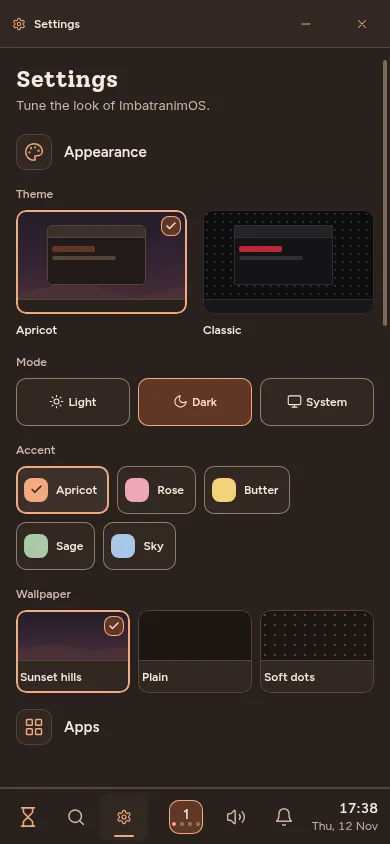 Settings
Settings
Tune the look of ImbatranimOS.
Appearance
Theme
Apricot
Classic
Mode
Light
Dark
System
Accent
Apricot
Rose
Butter
Sage
Sky
Wallpaper
Sunset hills
Plain
Soft dots
Apps
1
17:38
Thu, 12 Nov